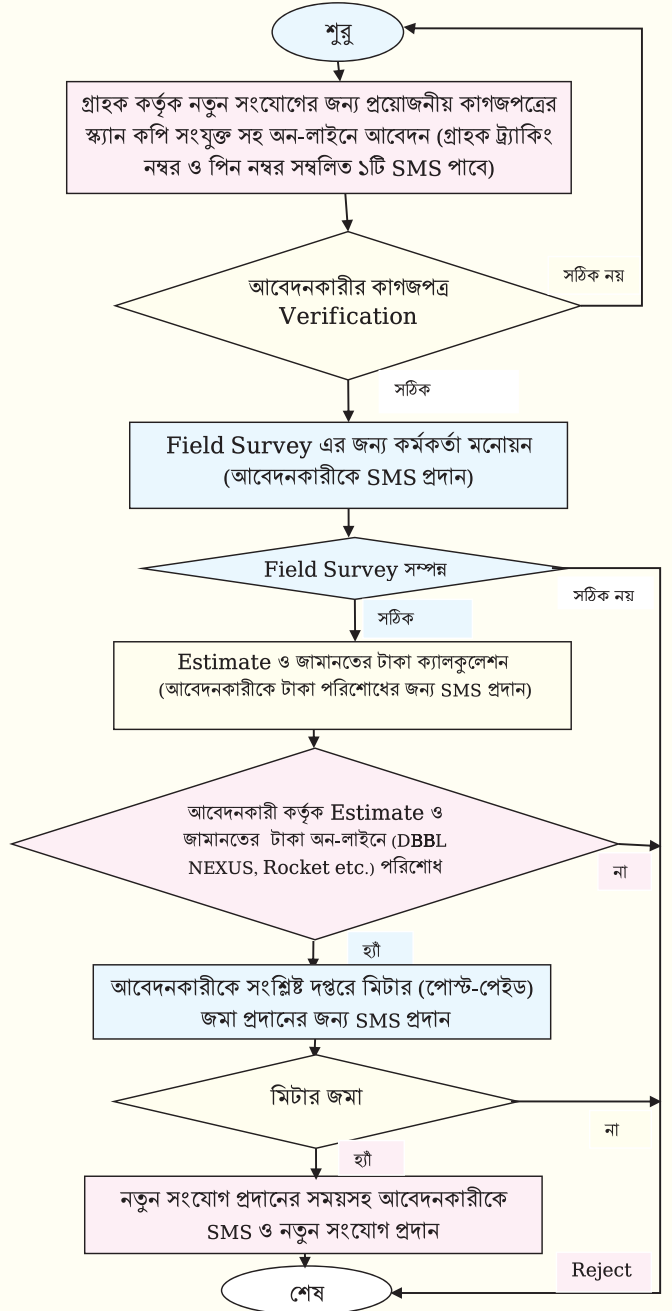 শুরু
গ্রাহক কর্তৃক নতুন সংযোগের জন্য প্রয়োজনীয় কাগজপত্রের
স্ক্যান কপি সংযুক্ত সহ অন-লাইনে আবেদন (গ্রাহক ট্র্যাকিং
নম্বর ও পিন নম্বর সম্বলিত ১টি SMS পাবে)
সঠিক নয়
আবেদনকারীর কাগজপত্র
Verification
সঠিক
Field Survey এর জন্য কর্মকর্তা মনোয়ন
(আবেদনকারীকে SMS প্রদান)
Field Survey সম্পন্ন
সঠিক নয়
সঠিক
Estimate ও জামানতের টাকা ক্যালকুলেশন
(আবেদনকারীকে টাকা পরিশোধের জন্য SMS প্রদান)
আবেদনকারী কর্তৃক Estimate ও
জামানতের টাকা অন-লাইনে (DBBL
NEXUS, Rocket etc.) পরিশোধ
না
হ্যাঁ
আবেদনকারীকে সংশ্লিষ্ট দপ্তরে মিটার (পোস্ট-পেইড)
জমা প্রদানের জন্য SMS প্রদান
মিটার জমা
না
হ্যাঁ
নতুন সংযোগ প্রদানের সময়সহ আবেদনকারীকে
SMS ও নতুন সংযোগ প্রদান
Reject
শেষ